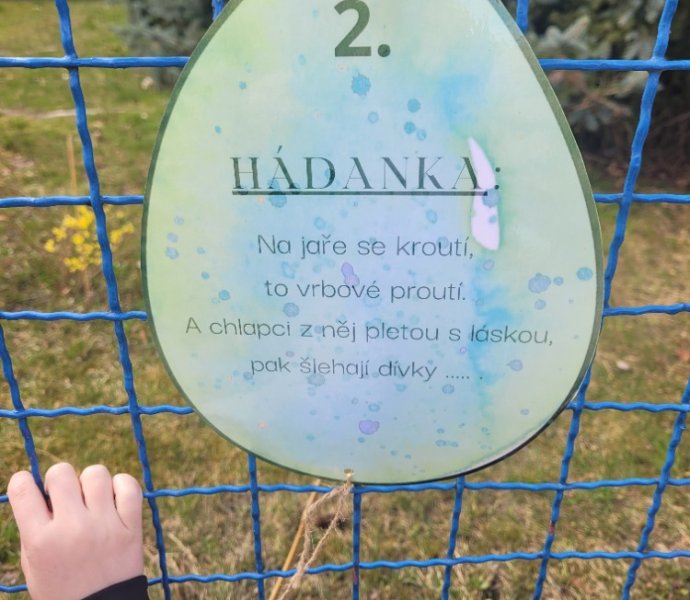 2.
HÁDANKA:
Na jaře se kroutí,
to vrbové proutí.
A chlapci z něj pletou s láskou,
pak šlehají dívky .....  .